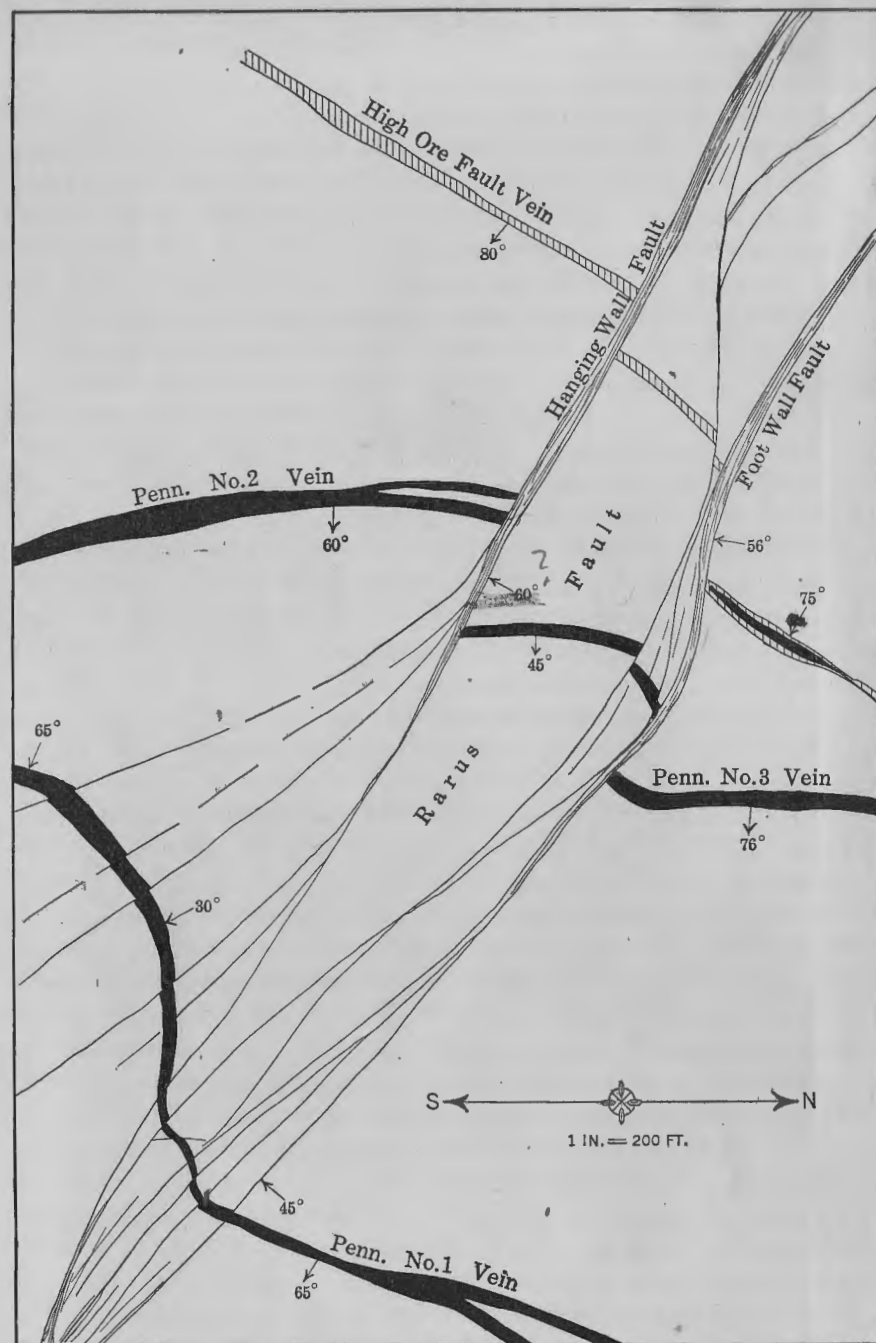 High Ore Fault Vein
80°
Hanging Wall Fault
Foot Wall Fault
Penn. No.2 Vein
60°
56°
60°
?
75°
45°
Rarus Fault
65°
Penn. No.3 Vein
76°
30°
S N
1 IN. = 200 FT.
45°
Penn. No.1 Vein
65°